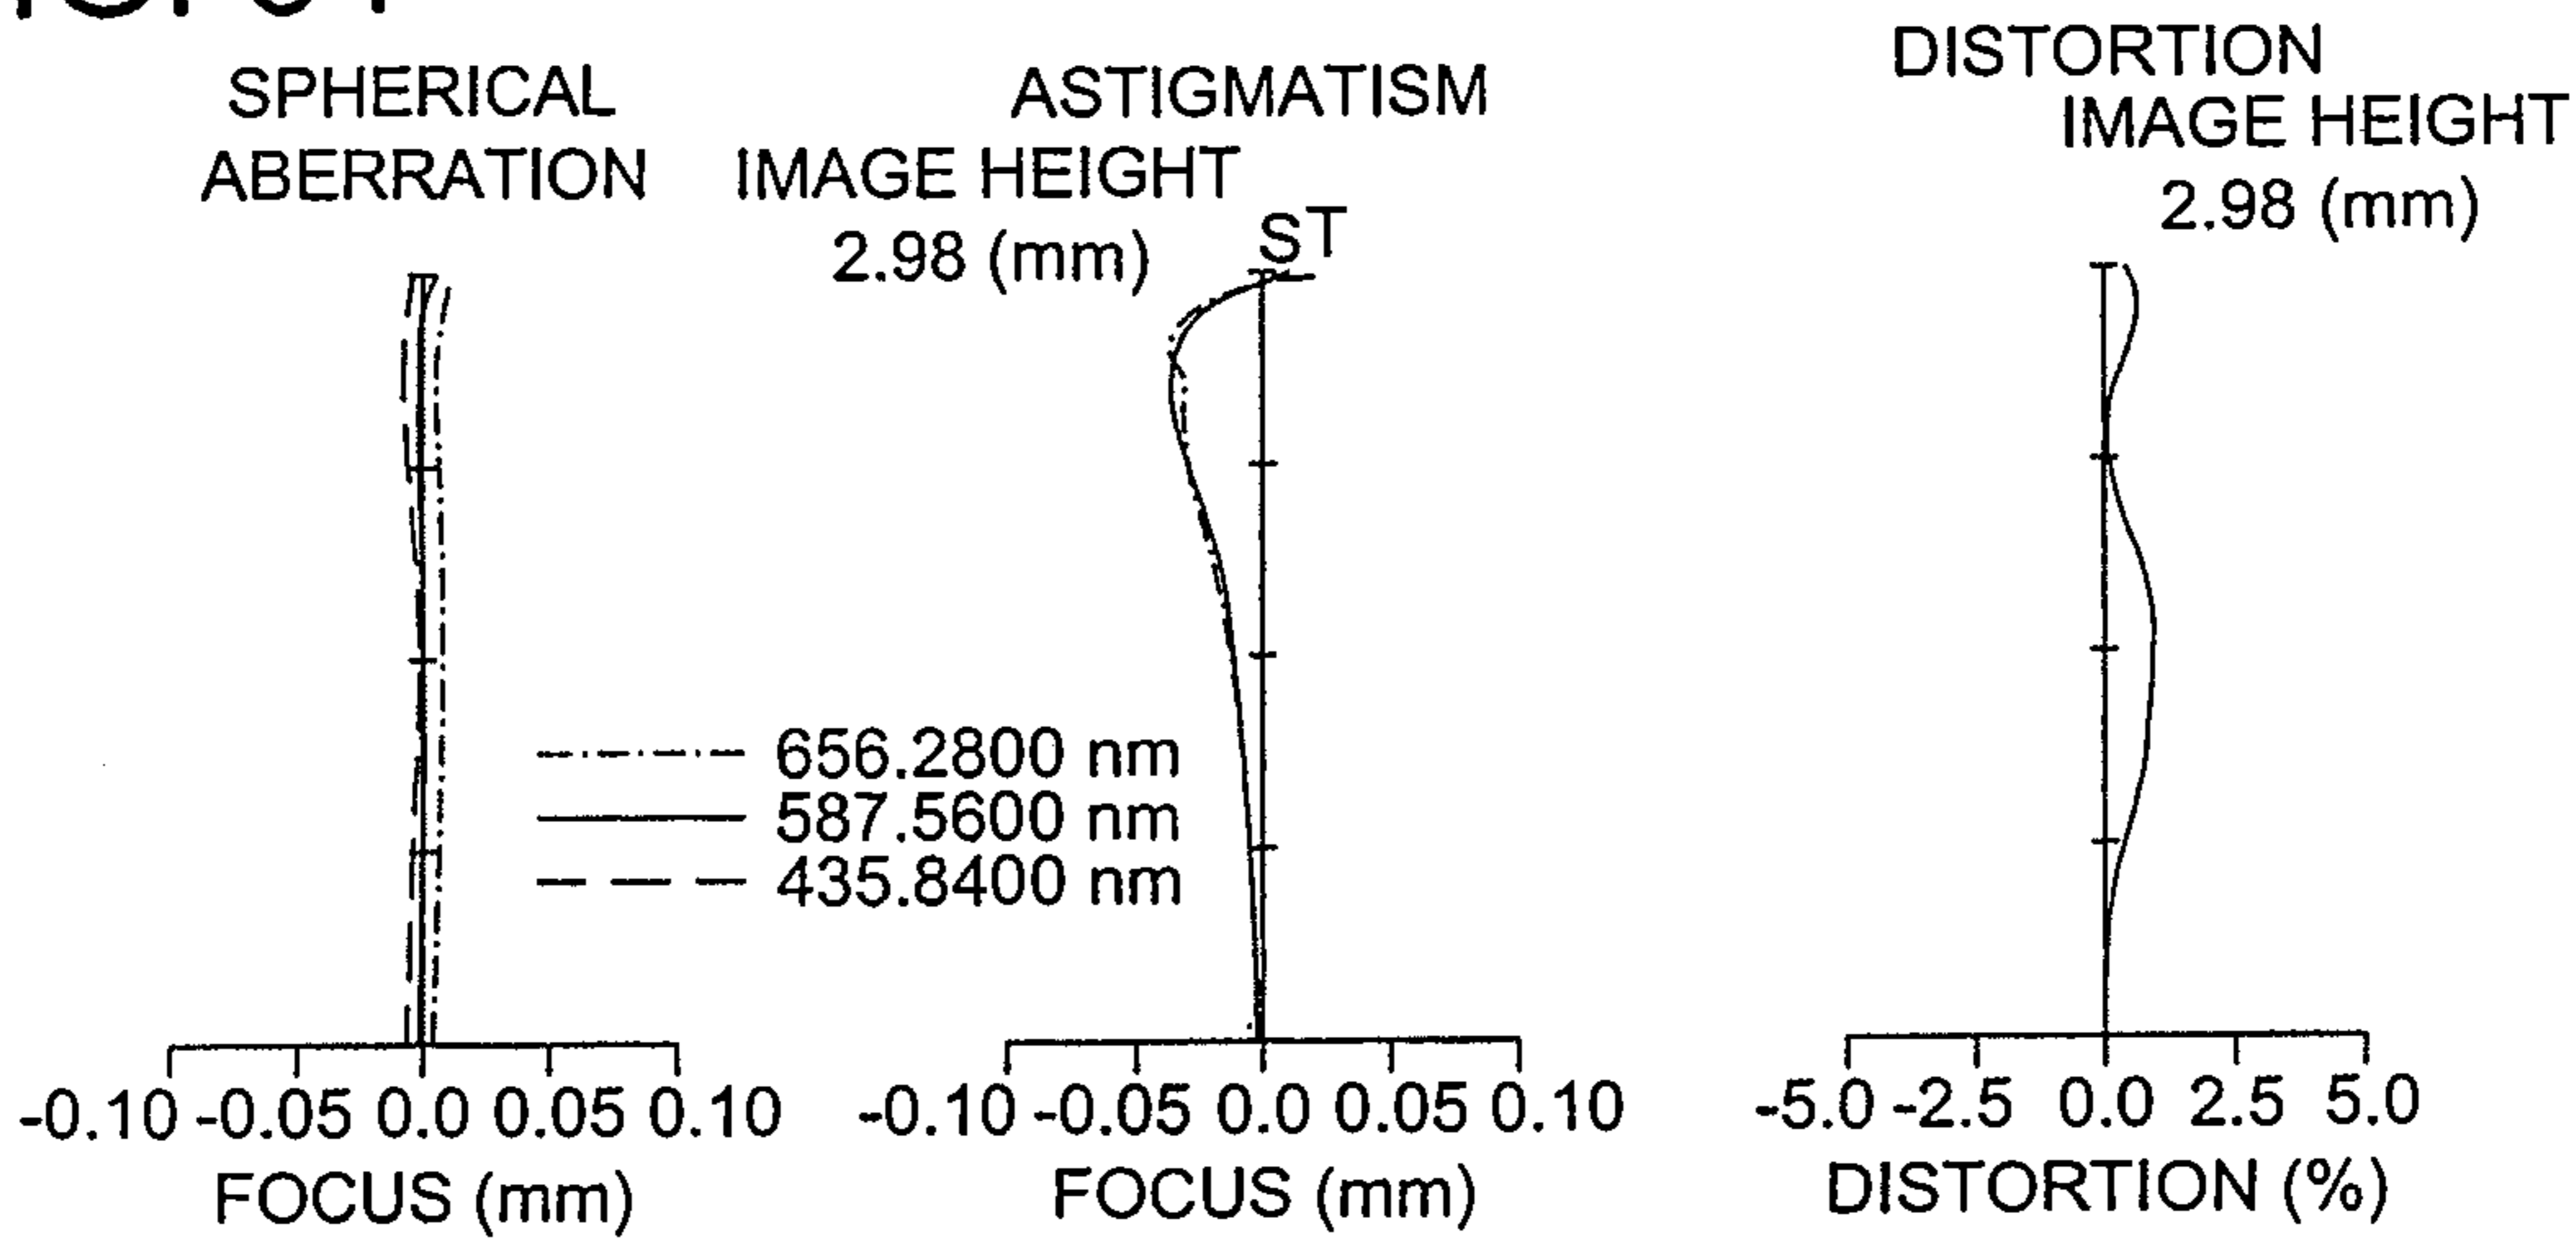 SPHERICAL
ABERRATION
ASTIGMATISM
IMAGE HEIGHT
2.98 (mm)
S T
DISTORTION
IMAGE HEIGHT
2.98 (mm)
656.2800 nm
587.5600 nm
435.8400 nm
-0.10 -0.05 0.0 0.05 0.10
FOCUS (mm)
-0.10 -0.05 0.0 0.05 0.10
FOCUS (mm)
-5.0 -2.5 0.0 2.5 5.0
DISTORTION (%)